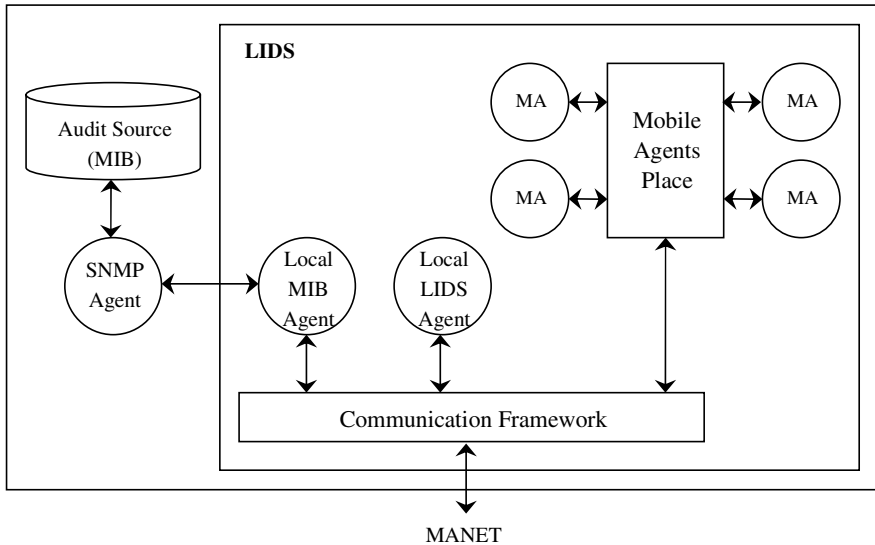 LIDS
Audit Source
(MIB)
MA
MA
Mobile
Agents
Place
MA
MA
SNMP
Agent
Local
MIB
Agent
Local
LIDS
Agent
Communication Framework
MANET